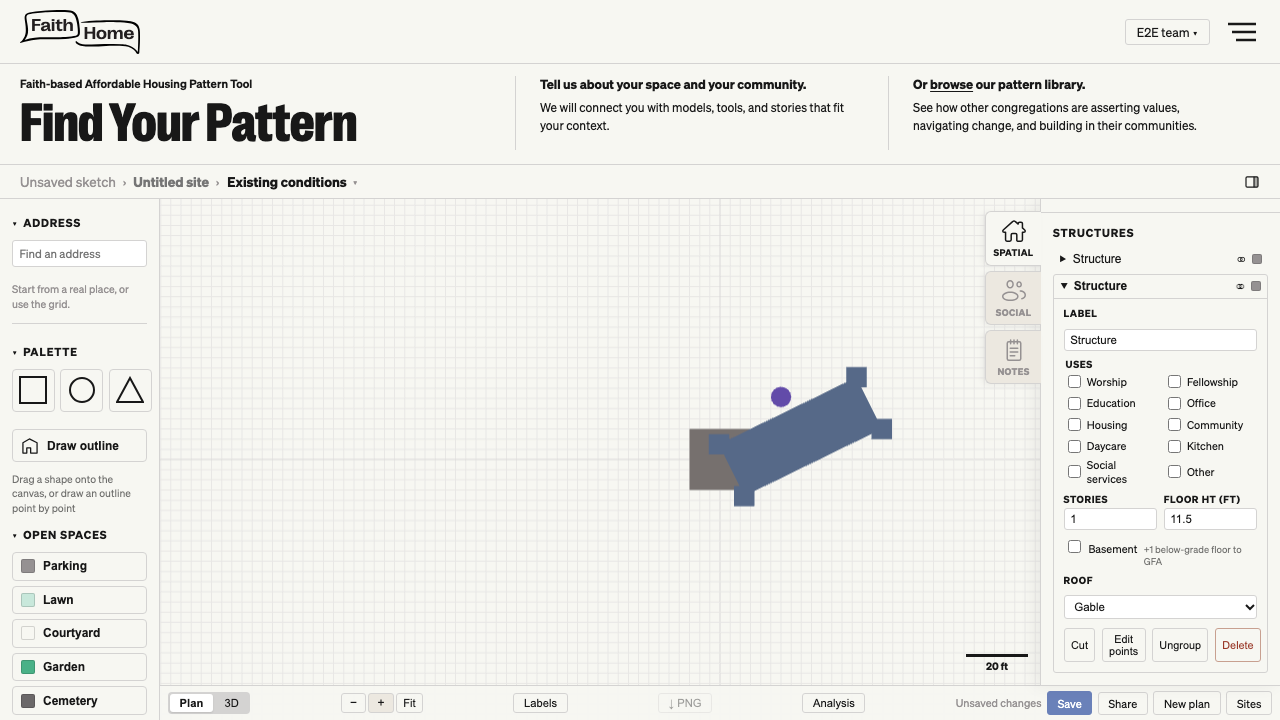 Faith
Home
E2E team ▾
Faith-based Affordable Housing Pattern Tool
Find Your Pattern
Tell us about your space and your community.
We will connect you with models, tools, and stories that fit
your context.
Or browse our pattern library.
See how other congregations are asserting values,
navigating change, and building in their communities.
Unsaved sketch › Untitled site › Existing conditions ▾
▾ ADDRESS
Find an address
Start from a real place, or
use the grid.
▾ PALETTE
Draw outline
Drag a shape onto the
canvas, or draw an outline
point by point
▾ OPEN SPACES
Parking
Lawn
Courtyard
Garden
Cemetery
SPATIAL
SOCIAL
NOTES
20 ft
STRUCTURES
▶ Structure
▼ Structure
LABEL
Structure
USES
Worship
Fellowship
Education
Office
Housing
Community
Daycare
Kitchen
Social
services
Other
STORIES
FLOOR HT (FT)
1
11.5
Basement +1 below-grade floor to
GFA
ROOF
Gable
Cut
Edit
points
Ungroup
Delete
Plan
3D
−
+
Fit
Labels
↓ PNG
Analysis
Unsaved changes
Save
Share
New plan
Sites